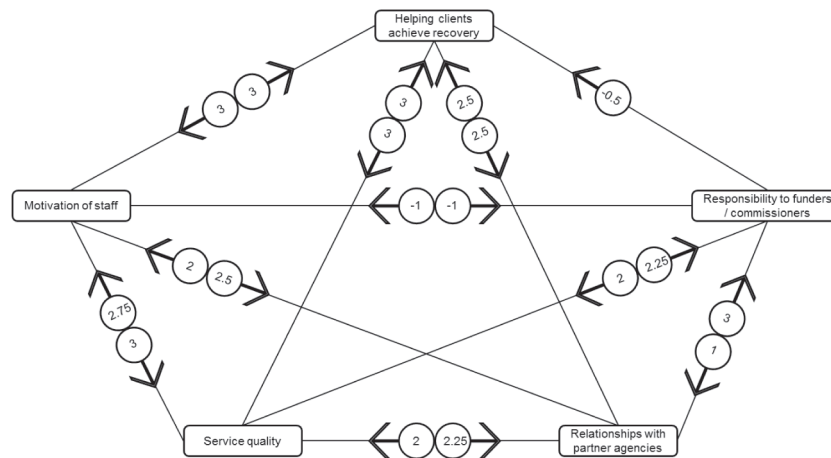 Helping clients
achieve recovery
3
3
3
3
2.5
2.5
-0.5
Motivation of staff
-1
-1
Responsibility to funders
/ commissioners
2
2.5
2
2.25
2.75
3
3
1
Service quality
2
2.25
Relationships with
partner agencies